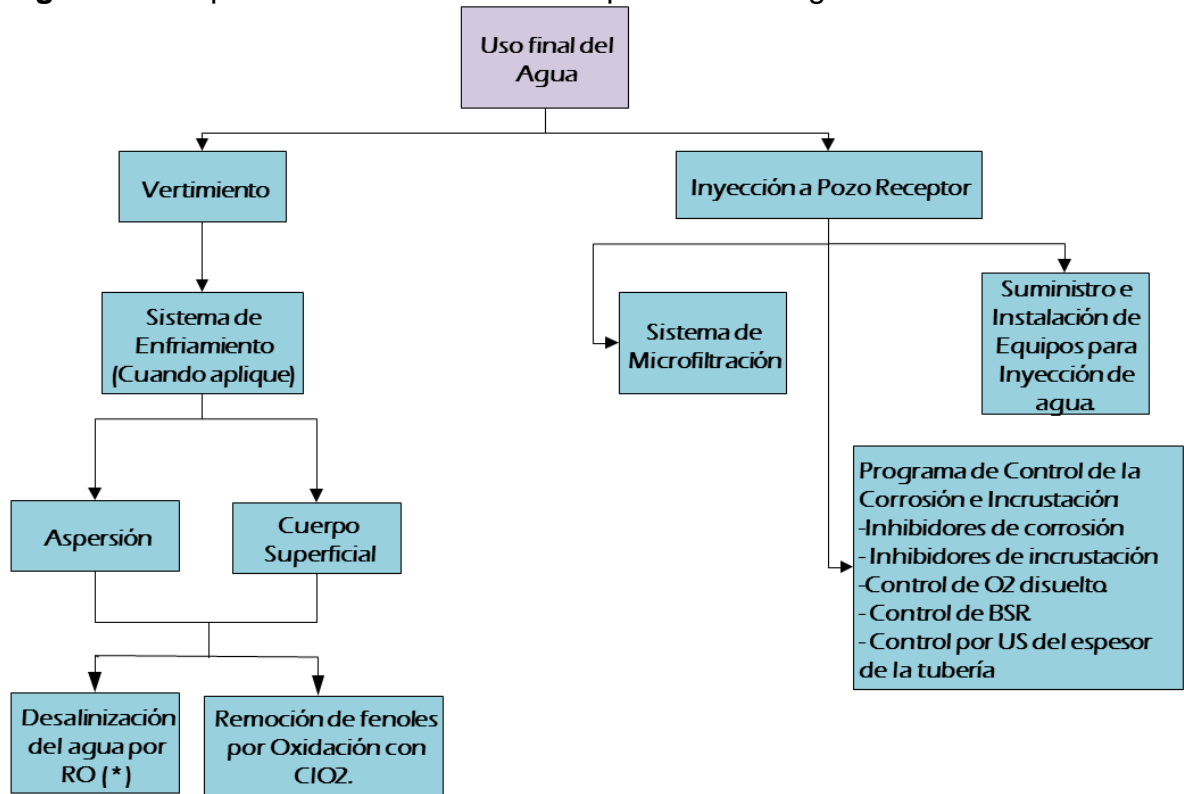 Uso final del
Agua
Vertimiento
Inyección a Pozo Receptor
Sistema de
Enfriamiento
(Cuando aplique)
Sistema de
Microfiltración
Suministro e
Instalación de
Equipos para
Inyección de
agua.
Aspersión
Cuerpo
Superficial
Programa de Control de la
Corrosión e Incrustación
-Inhibidores de corrosión
- Inhibidores de incrustación
-Control de O2 disuelto.
- Control de BSR.
- Control por US del espesor
de la tubería
Desalinización
del agua por
RO (*)
Remoción de fenoles
por Oxidación con
ClO2.